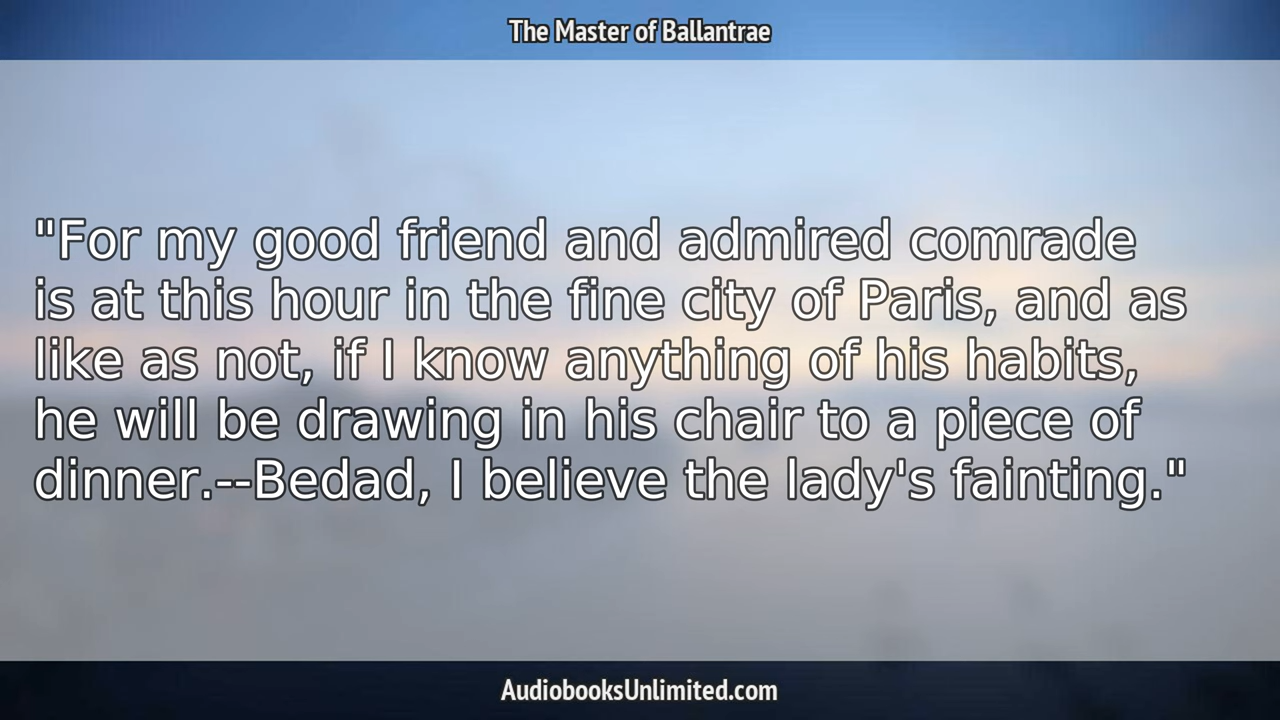 The Master of Ballantrae
"For my good friend and admired comrade
is at this hour in the fine city of Paris, and as
like as not, if I know anything of his habits,
he will be drawing in his chair to a piece of
dinner.--Bedad, I believe the lady's fainting."
AudiobooksUnlimited.com